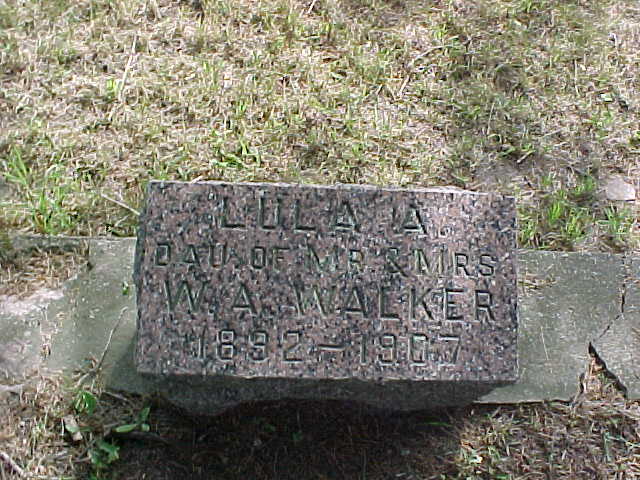 LULA A.
DAU. OF MR & MRS
W. A. WALKER
1892 - 1907